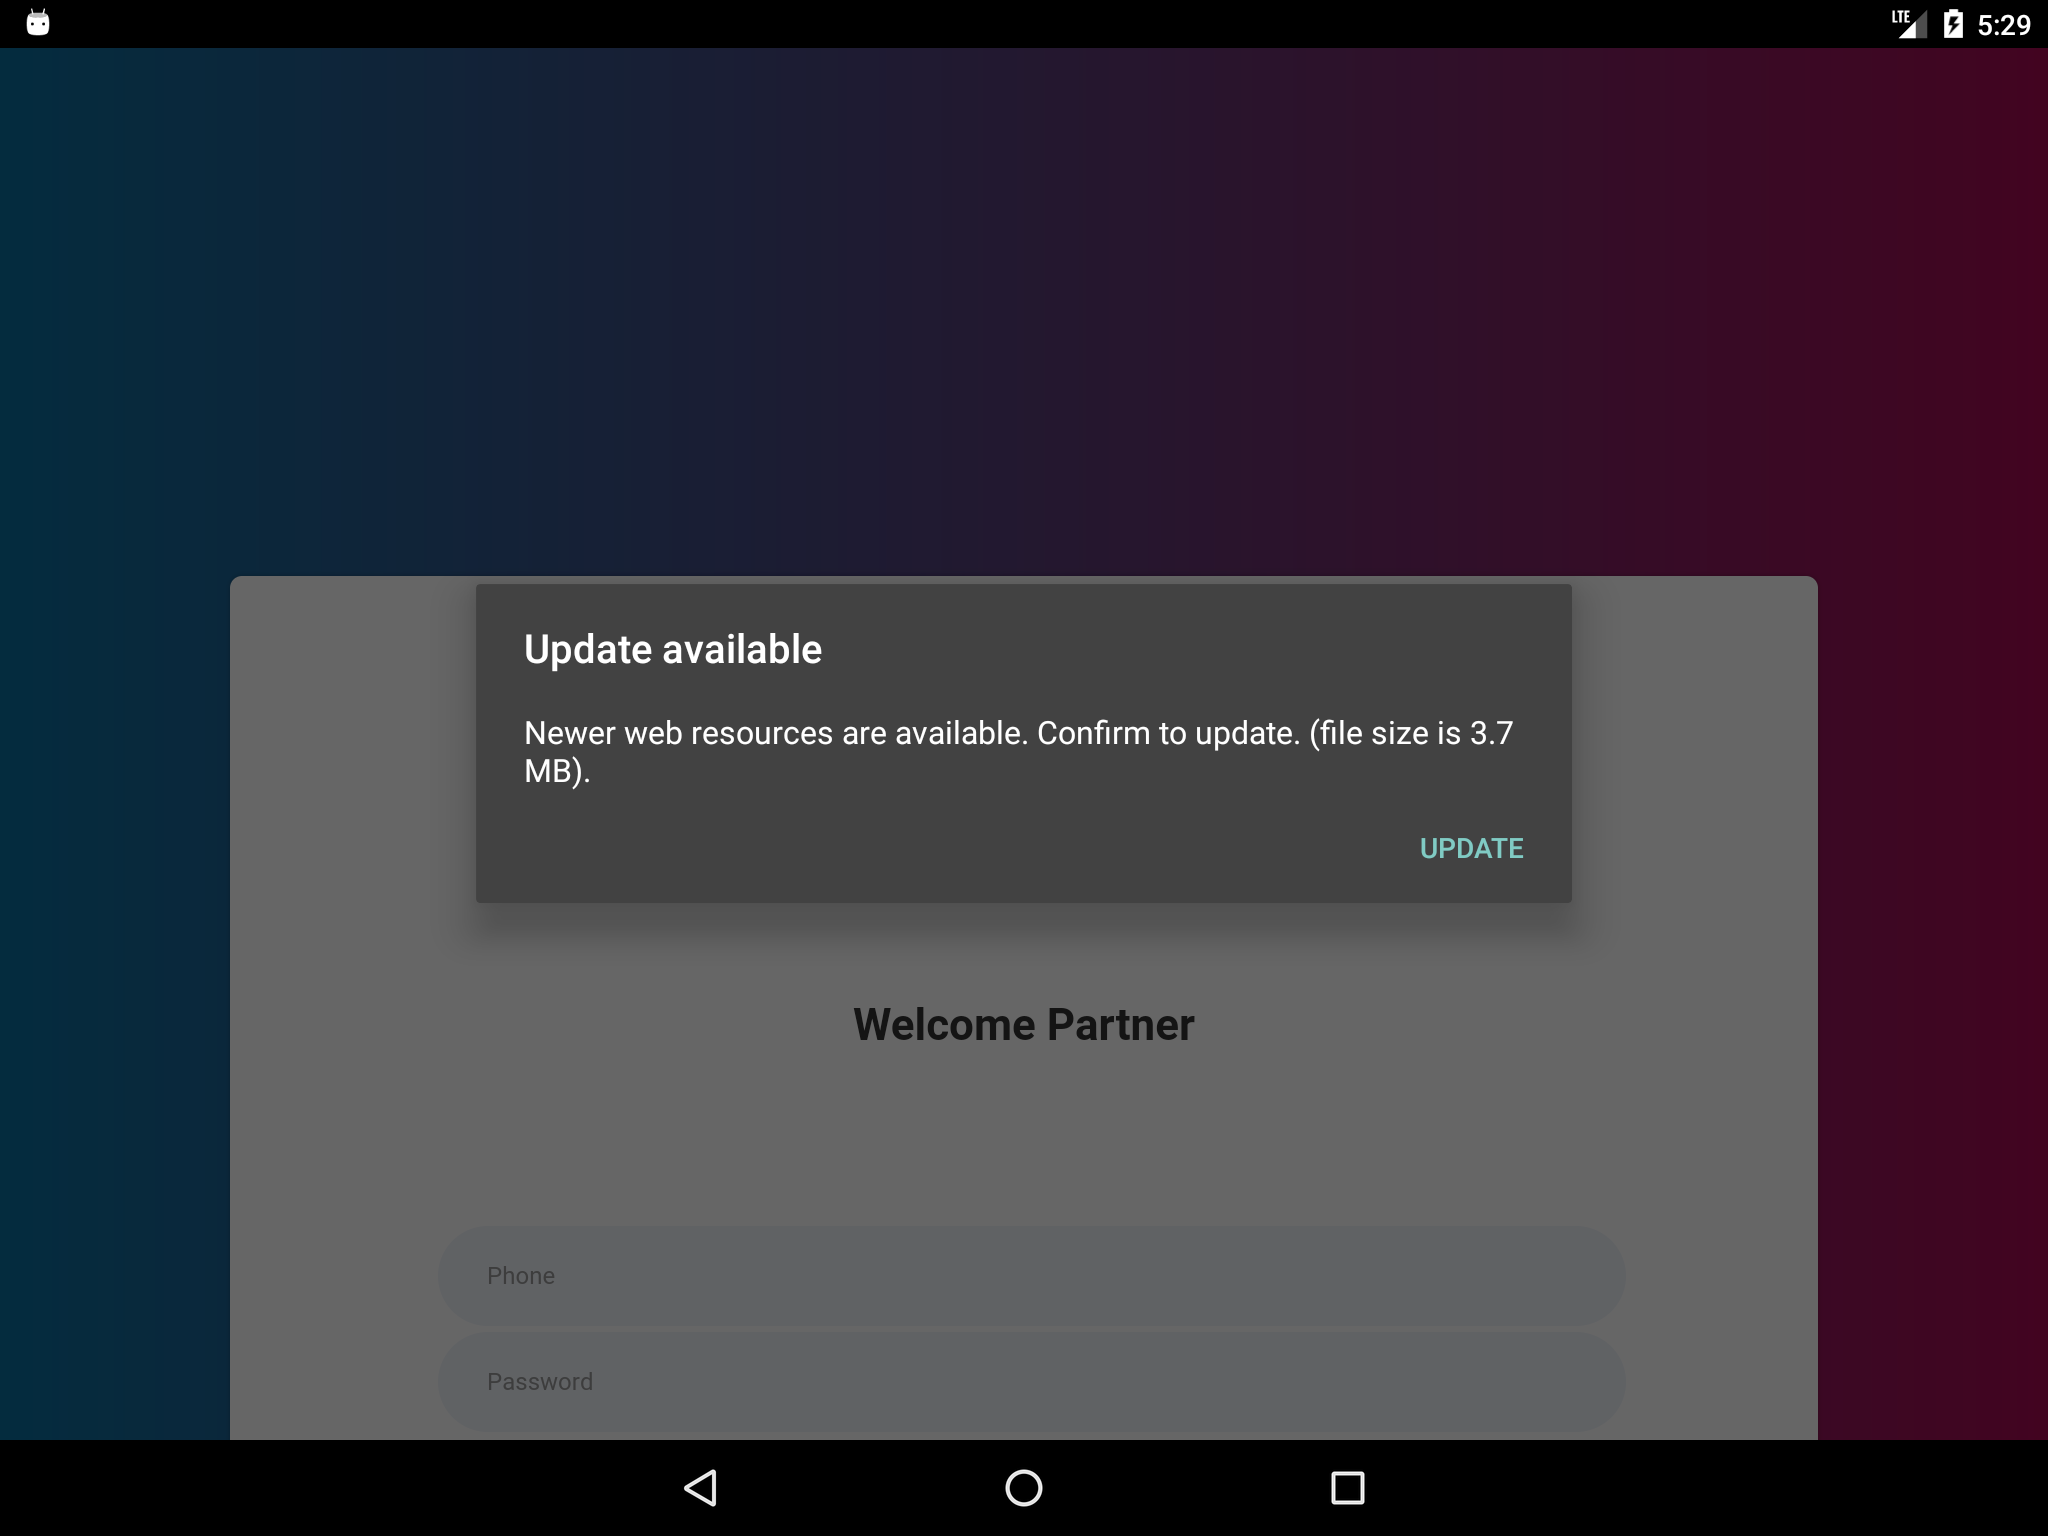 LTE 5:29
Update available
Newer web resources are available. Confirm to update. (file size is 3.7
MB).
UPDATE
Welcome Partner
Phone
Password